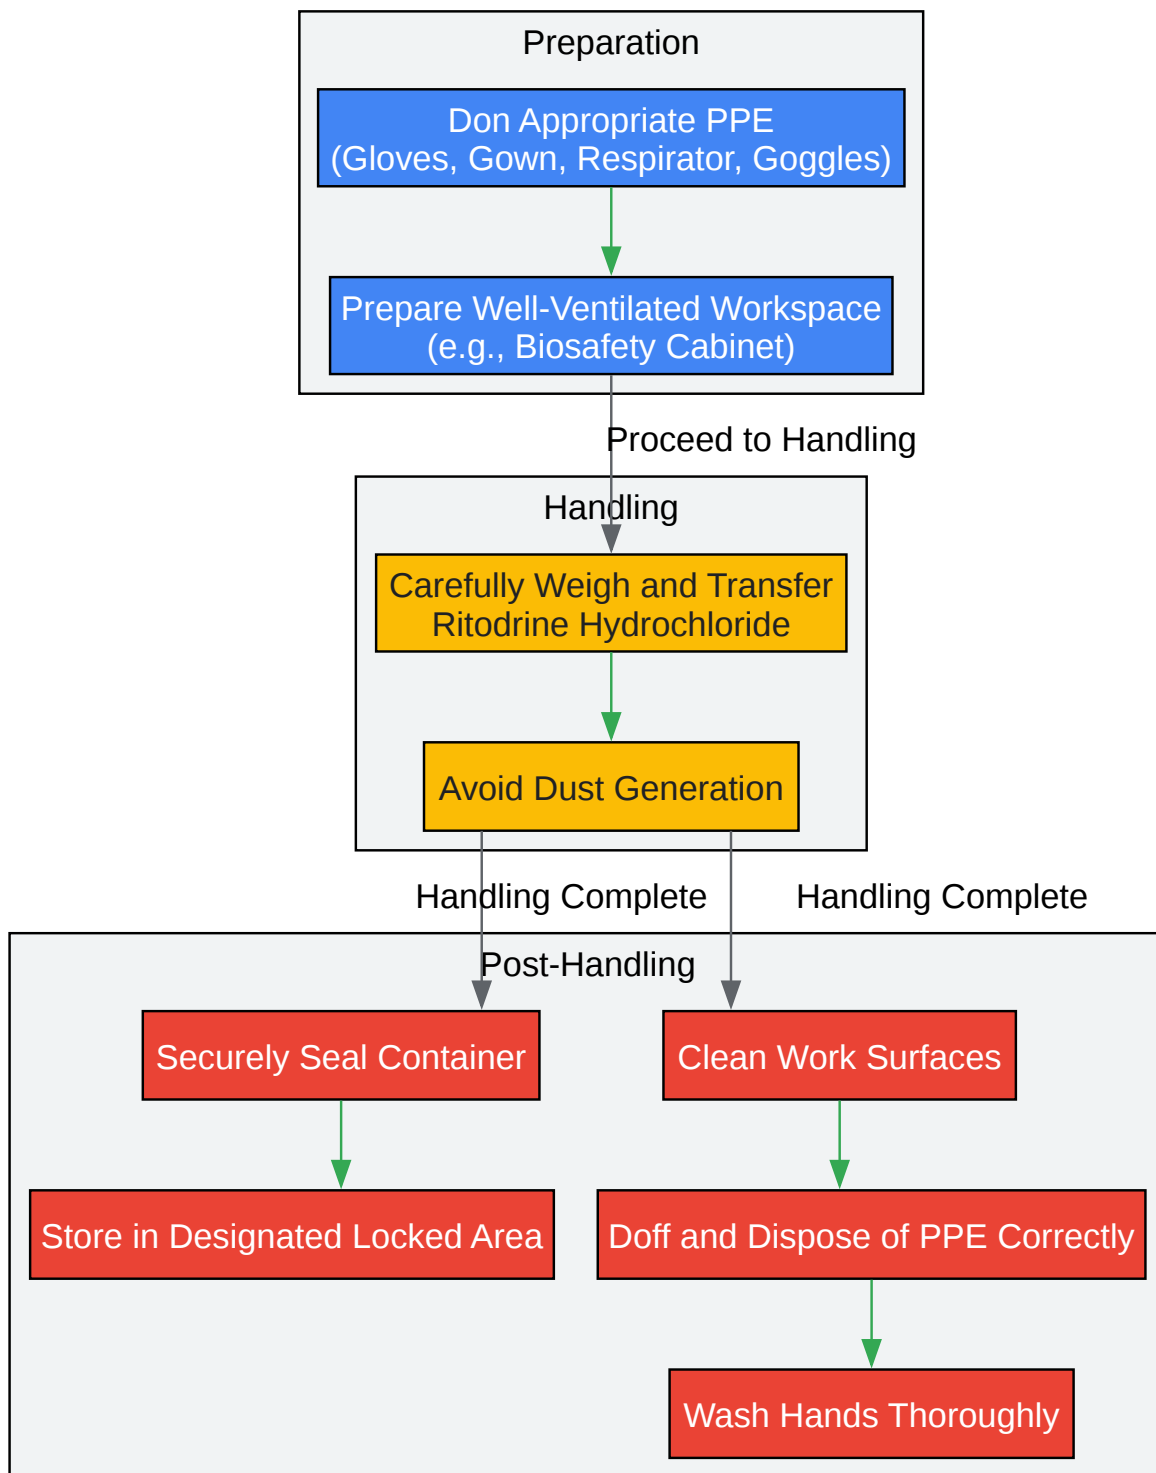 Preparation
Don Appropriate PPE
(Gloves, Gown, Respirator, Goggles)
Prepare Well-Ventilated Workspace
(e.g., Biosafety Cabinet)
Proceed to Handling
Handling
Carefully Weigh and Transfer
Ritodrine Hydrochloride
Avoid Dust Generation
Handling Complete
Handling Complete
Post-Handling
Securely Seal Container
Clean Work Surfaces
Store in Designated Locked Area
Doff and Dispose of PPE Correctly
Wash Hands Thoroughly